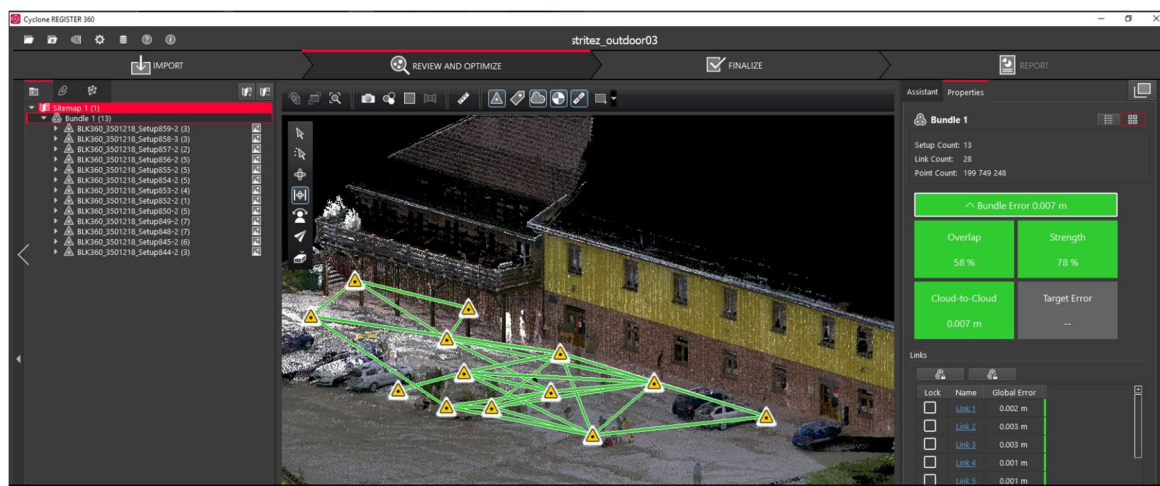 Cyclone REGISTER 360
stritez_outdoor03
IMPORT
REVIEW AND OPTIMIZE
FINALIZE
REPORT
Sitemap 1 (1)
Bundle 1 (13)
BLK360_3501218_Setup859-2 (3)
BLK360_3501218_Setup858-3 (3)
BLK360_3501218_Setup857-2 (2)
BLK360_3501218_Setup856-2 (5)
BLK360_3501218_Setup855-2 (5)
BLK360_3501218_Setup854-2 (5)
BLK360_3501218_Setup853-2 (4)
BLK360_3501218_Setup852-2 (1)
BLK360_3501218_Setup850-2 (5)
BLK360_3501218_Setup849-2 (7)
BLK360_3501218_Setup848-2 (7)
BLK360_3501218_Setup845-2 (6)
BLK360_3501218_Setup844-2 (3)
Assistant Properties
Bundle 1
Setup Count: 13
Link Count: 28
Point Count: 199 749 248
Bundle Error 0.007 m
Overlap Strength
58 % 78 %
Cloud-to-Cloud Target Error
0.007 m --
Links
Lock Name Global Error
Link 1 0.002 m
Link 2 0.003 m
Link 3 0.003 m
Link 4 0.001 m
Link 5 0.001 m